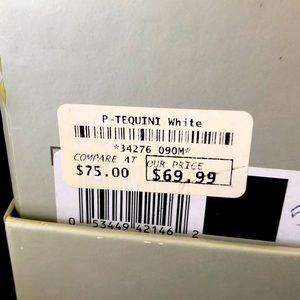 P-TEQUINI White
*34276 090M*
COMPARE AT OUR PRICE
$75.00 $69.99
0 53449 42146 2